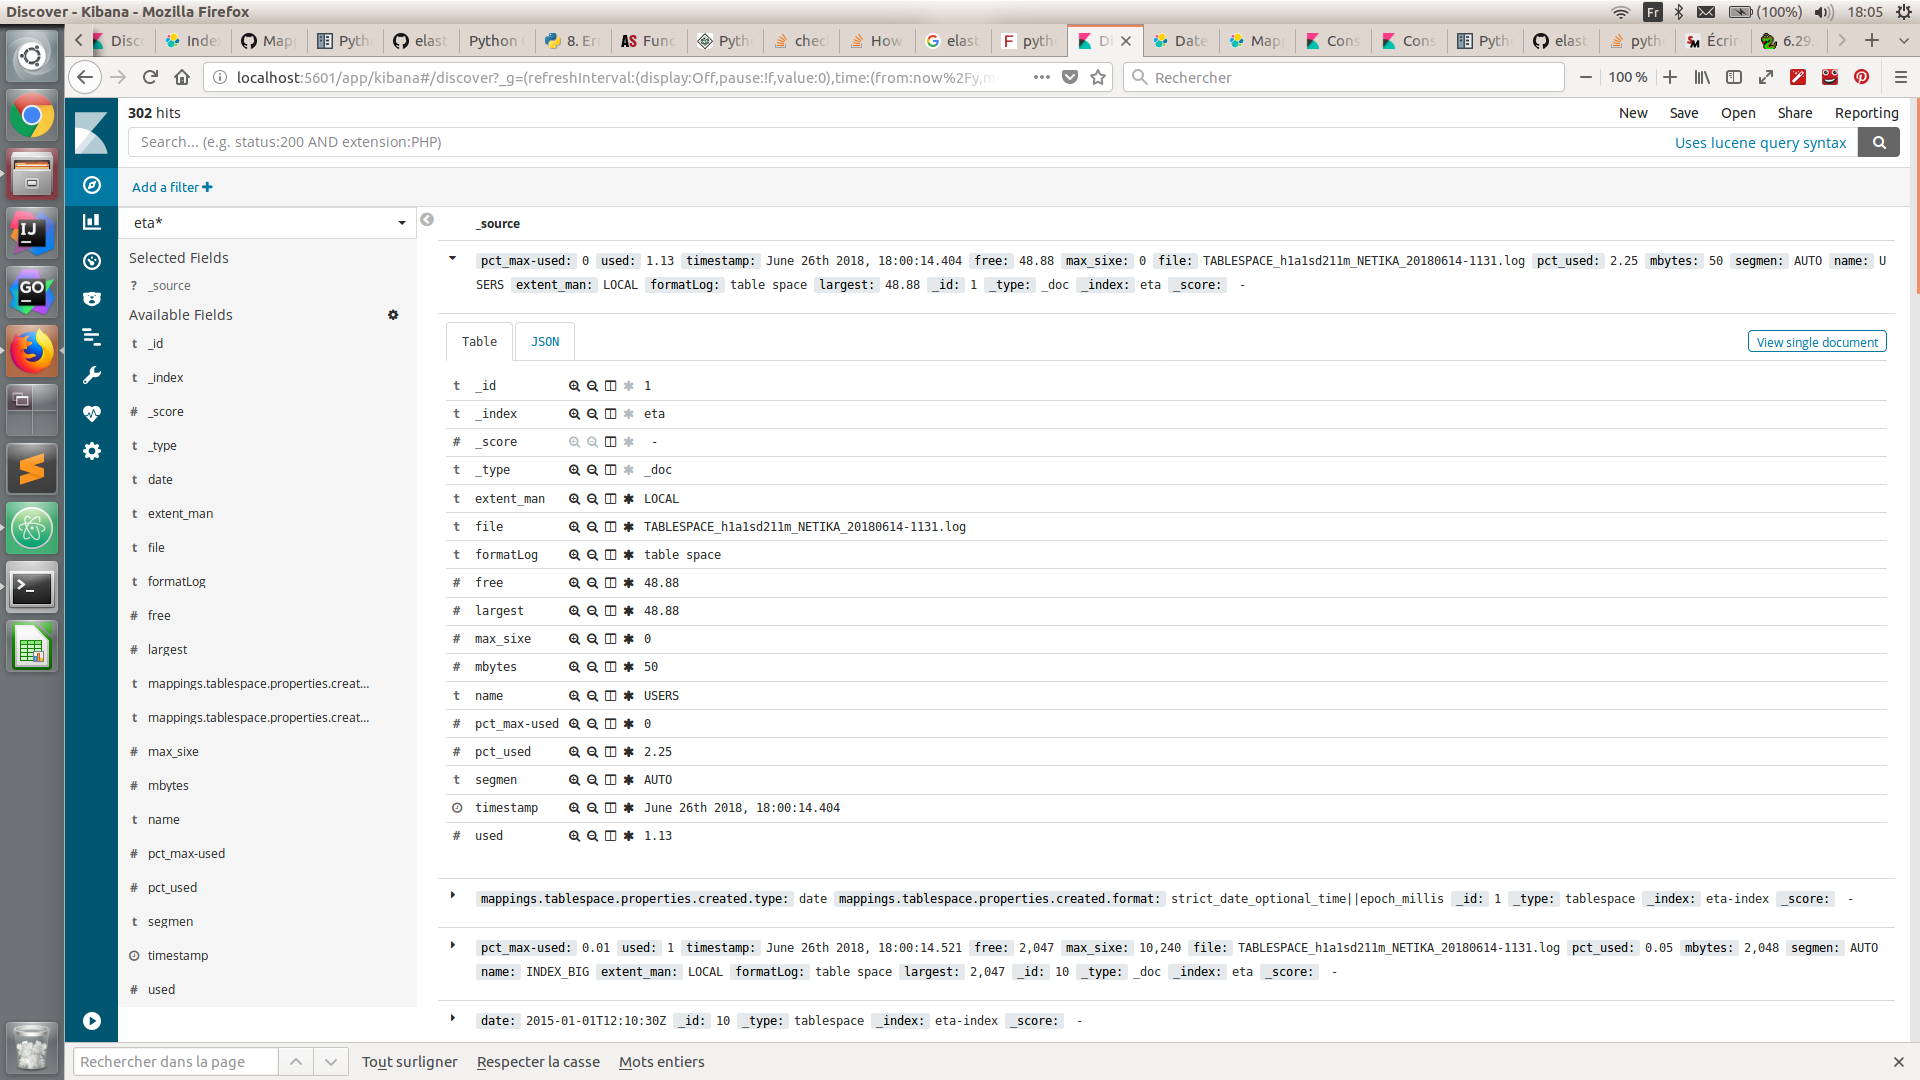 Discover - Kibana - Mozilla Firefox
Fr
(100%)
18:05
Disc
Inde
Map
Pyth
elast
Python
8. Er
AS Func
Pyth
chec
How
elast
pyth
Di
Date
Map
Cons
Cons
Pyth
elast
pyth
Écri
6.29.
localhost:5601/app/kibana#/discover?_g=(refreshInterval:(display:Off,pause:!f,value:0),time:(from:now%2Fy,m
Rechercher
100 %
302 hits
New Save Open Share Reporting
Search... (e.g. status:200 AND extension:PHP)
Uses lucene query syntax
Add a filter
eta*
Selected Fields
? _source
Available Fields
t _id
t _index
# _score
t _type
t date
t extent_man
t file
t formatLog
# free
# largest
t mappings.tablespace.properties.creat...
t mappings.tablespace.properties.creat...
# max_sixe
# mbytes
t name
# pct_max-used
# pct_used
t segmen
timestamp
# used
_source
pct_max-used: 0 used: 1.13 timestamp: June 26th 2018, 18:00:14.404 free: 48.88 max_sixe: 0 file: TABLESPACE_h1a1sd211m_NETIKA_20180614-1131.log pct_used: 2.25 mbytes: 50 segmen: AUTO name: U
SERS extent_man: LOCAL formatLog: table space largest: 48.88 _id: 1 _type: _doc _index: eta _score: -
Table JSON
View single document
t _id 1
t _index eta
# _score -
t _type _doc
t extent_man LOCAL
t file TABLESPACE_h1a1sd211m_NETIKA_20180614-1131.log
t formatLog table space
# free 48.88
# largest 48.88
# max_sixe 0
# mbytes 50
t name USERS
# pct_max-used 0
# pct_used 2.25
t segmen AUTO
timestamp June 26th 2018, 18:00:14.404
# used 1.13
mappings.tablespace.properties.created.type: date mappings.tablespace.properties.created.format: strict_date_optional_time||epoch_millis _id: 1 _type: tablespace _index: eta-index _score: -
pct_max-used: 0.01 used: 1 timestamp: June 26th 2018, 18:00:14.521 free: 2,047 max_sixe: 10,240 file: TABLESPACE_h1a1sd211m_NETIKA_20180614-1131.log pct_used: 0.05 mbytes: 2,048 segmen: AUTO
name: INDEX_BIG extent_man: LOCAL formatLog: table space largest: 2,047 _id: 10 _type: _doc _index: eta _score: -
date: 2015-01-01T12:10:30Z _id: 10 _type: tablespace _index: eta-index _score: -
Rechercher dans la page
Tout surligner
Respecter la casse
Mots entiers